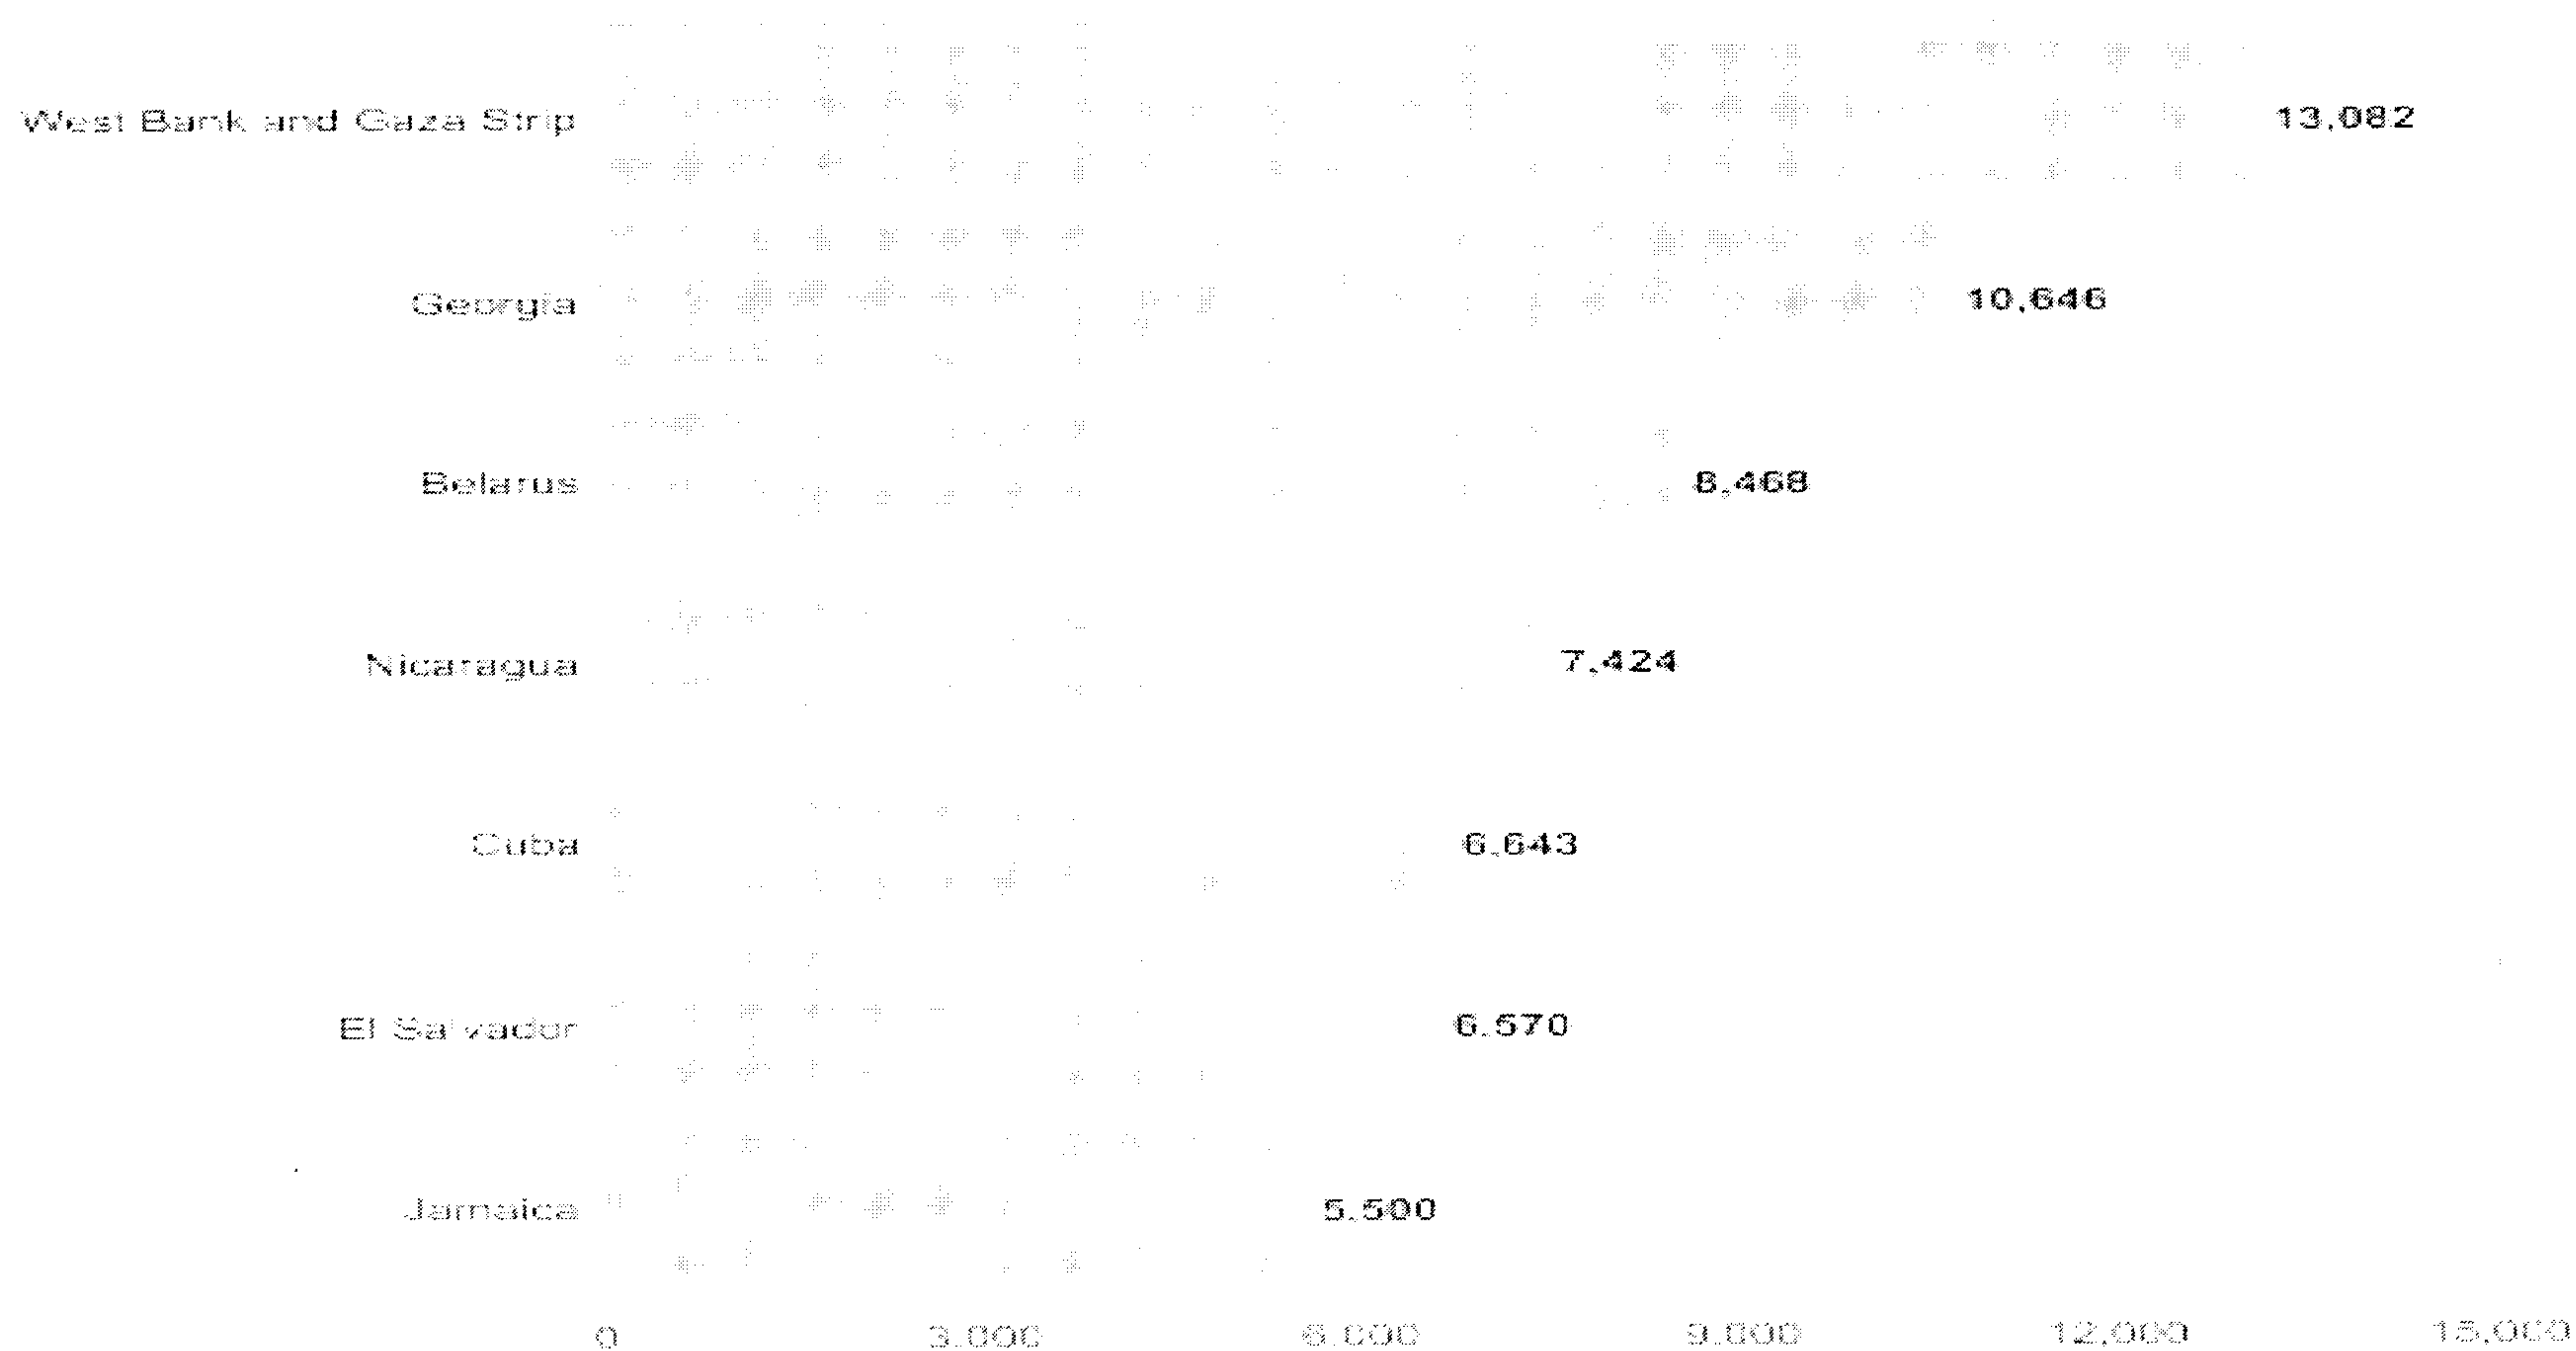 West Bank and Gaza Strip 13,082
Georgia 10,646
Belarus 8,468
Nicaragua 7,424
Cuba 6,643
El Salvador 6,570
Jamaica 5,500
0 3,000 6,000 9,000 12,000 15,000